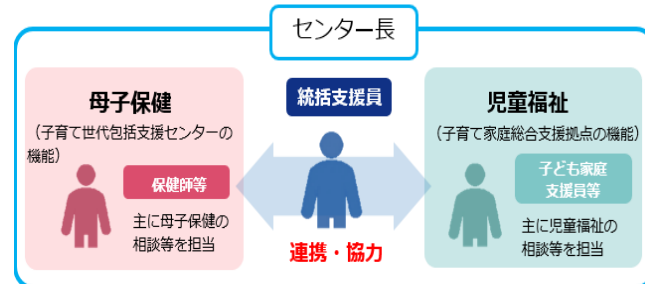 センター長
母子保健
（子育て世代包括支援センターの
機能）
保健師等
主に母子保健の
相談等を担当
統括支援員
連携・協力
児童福祉
（子育て家庭総合支援拠点の機能）
子ども家庭
支援員等
主に児童福祉の
相談等を担当